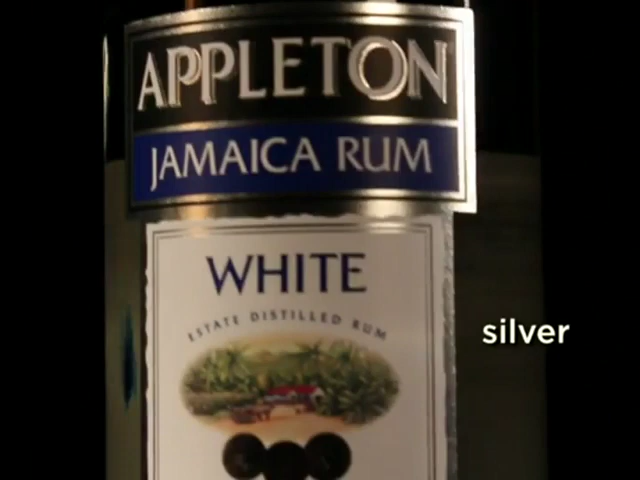 APPLETON
JAMAICA RUM
WHITE
ESTATE DISTILLED RUM
silver